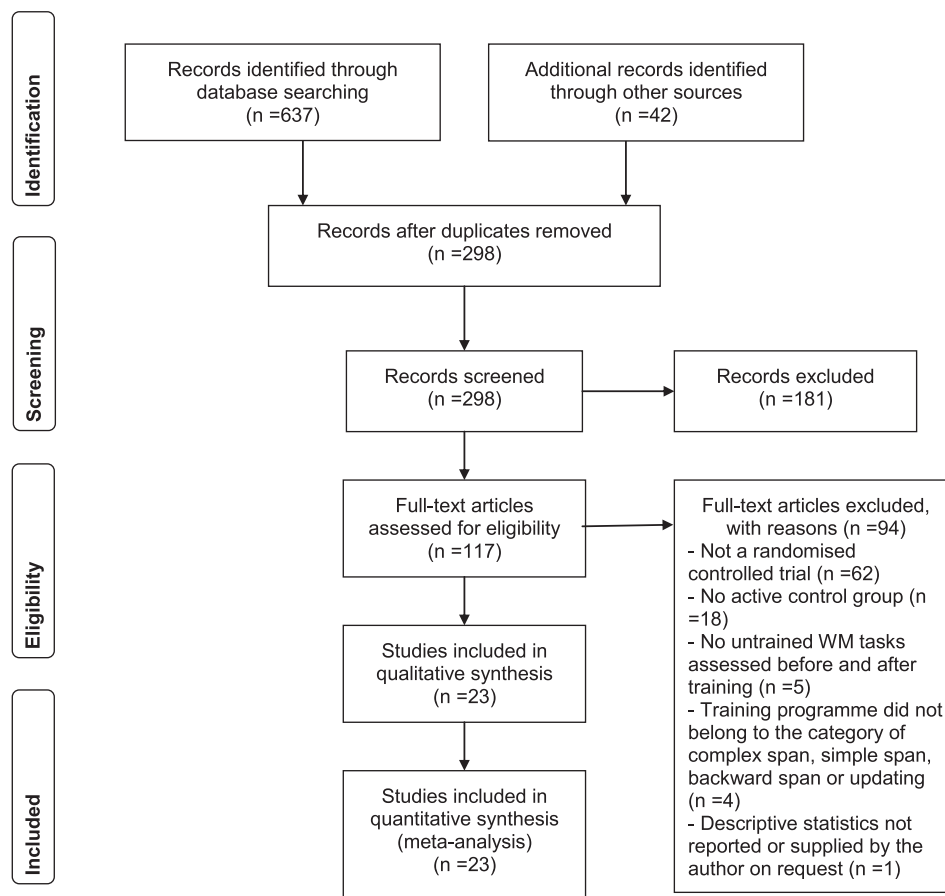 Identification
Records identified through
database searching
(n =637)
Additional records identified
through other sources
(n =42)
Records after duplicates removed
(n =298)
Screening
Records screened
(n =298)
Records excluded
(n =181)
Eligibility
Full-text articles
assessed for eligibility
(n =117)
Full-text articles excluded,
with reasons (n =94)
- Not a randomised
controlled trial (n =62)
- No active control group (n
=18)
- No untrained WM tasks
assessed before and after
training (n =5)
- Training programme did not
belong to the category of
complex span, simple span,
backward span or updating
(n =4)
- Descriptive statistics not
reported or supplied by the
author on request (n =1)
Studies included in
qualitative synthesis
(n =23)
Included
Studies included in
quantitative synthesis
(meta-analysis)
(n =23)